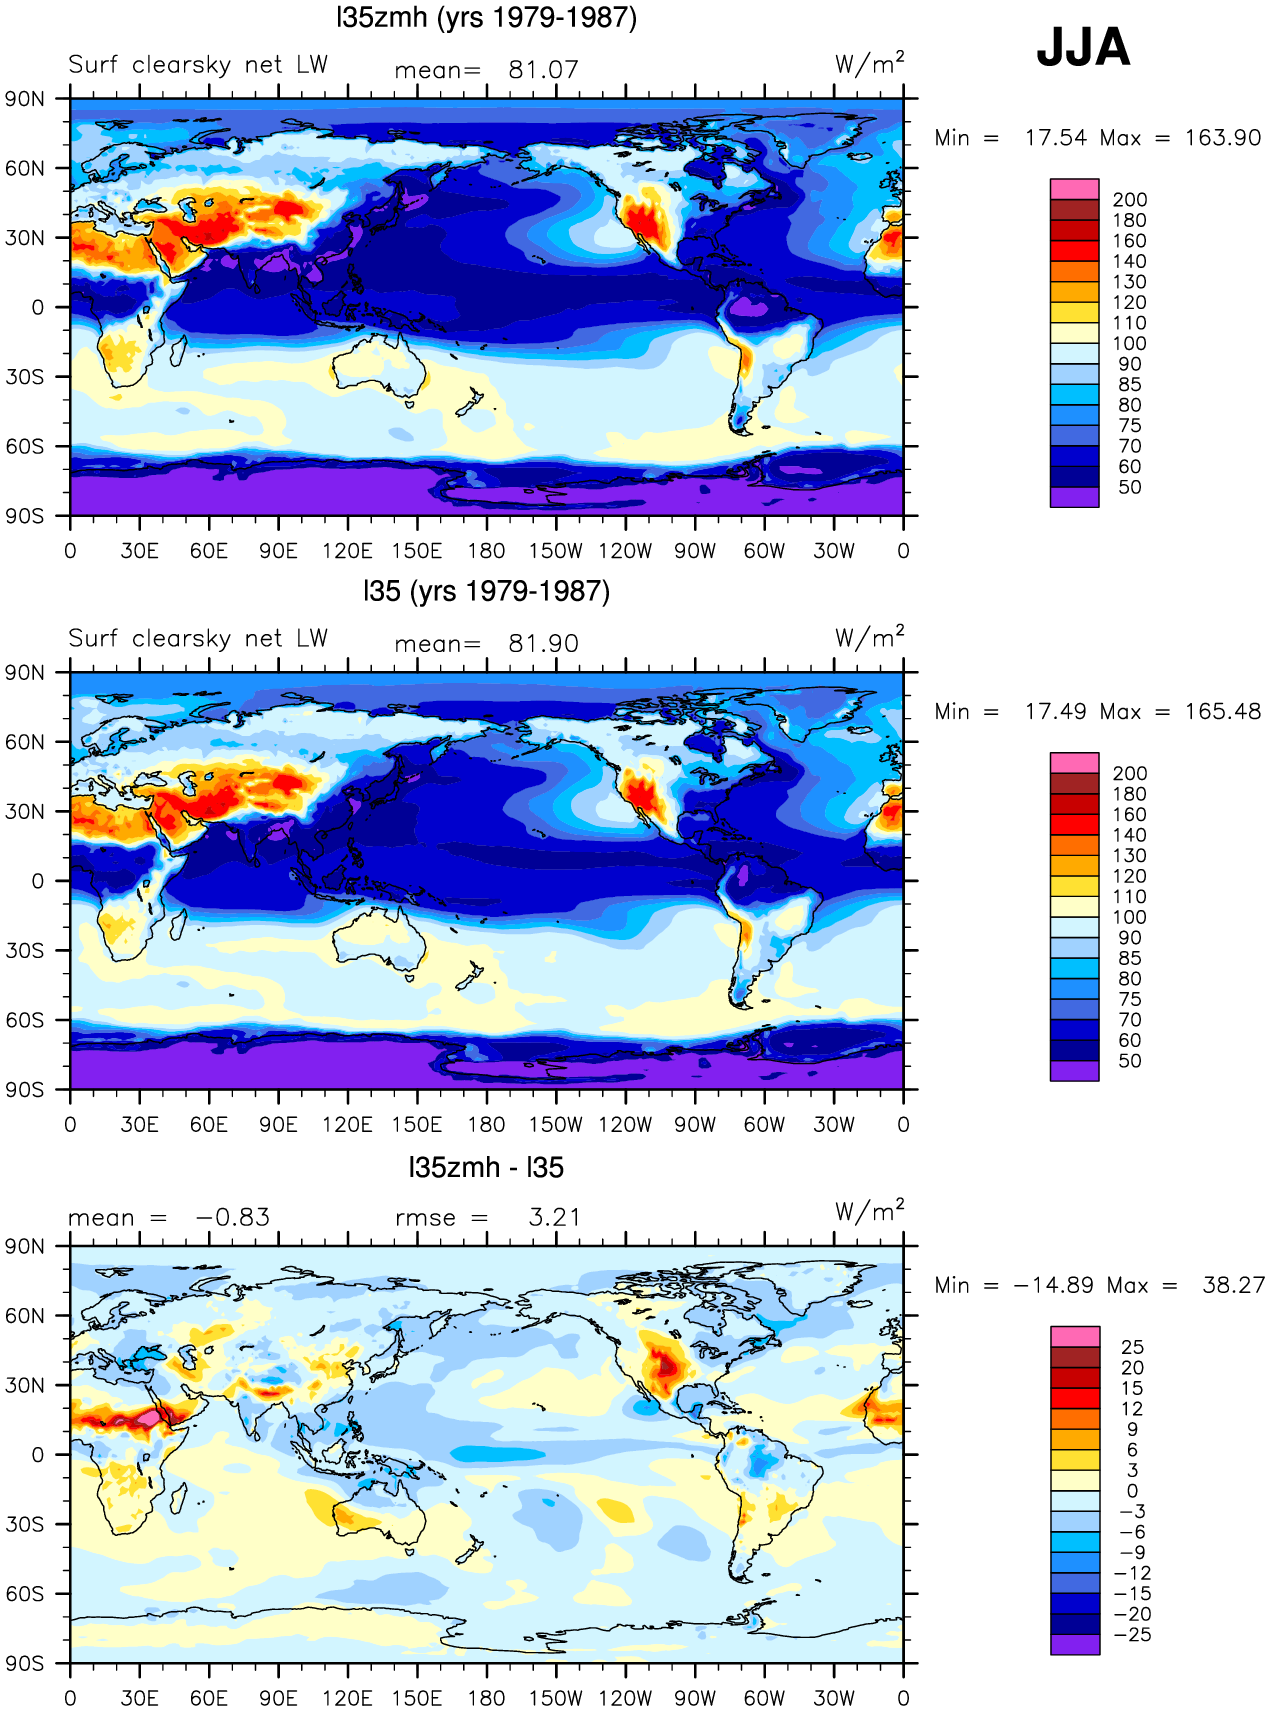 l35zmh (yrs 1979-1987)
JJA
Surf clearsky net LW mean= 81.07 W/m²
Min = 17.54 Max = 163.90
90N
60N
30N
0
30S
60S
90S
0 30E 60E 90E 120E 150E 180 150W 120W 90W 60W 30W 0
200
180
160
140
130
120
110
100
90
85
80
75
70
60
50
l35 (yrs 1979-1987)
Surf clearsky net LW mean= 81.90 W/m²
Min = 17.49 Max = 165.48
90N
60N
30N
0
30S
60S
90S
0 30E 60E 90E 120E 150E 180 150W 120W 90W 60W 30W 0
200
180
160
140
130
120
110
100
90
85
80
75
70
60
50
l35zmh - l35
mean = −0.83 rmse = 3.21 W/m²
Min = −14.89 Max = 38.27
90N
60N
30N
0
30S
60S
90S
0 30E 60E 90E 120E 150E 180 150W 120W 90W 60W 30W 0
25
20
15
12
9
6
3
0
−3
−6
−9
−12
−15
−20
−25